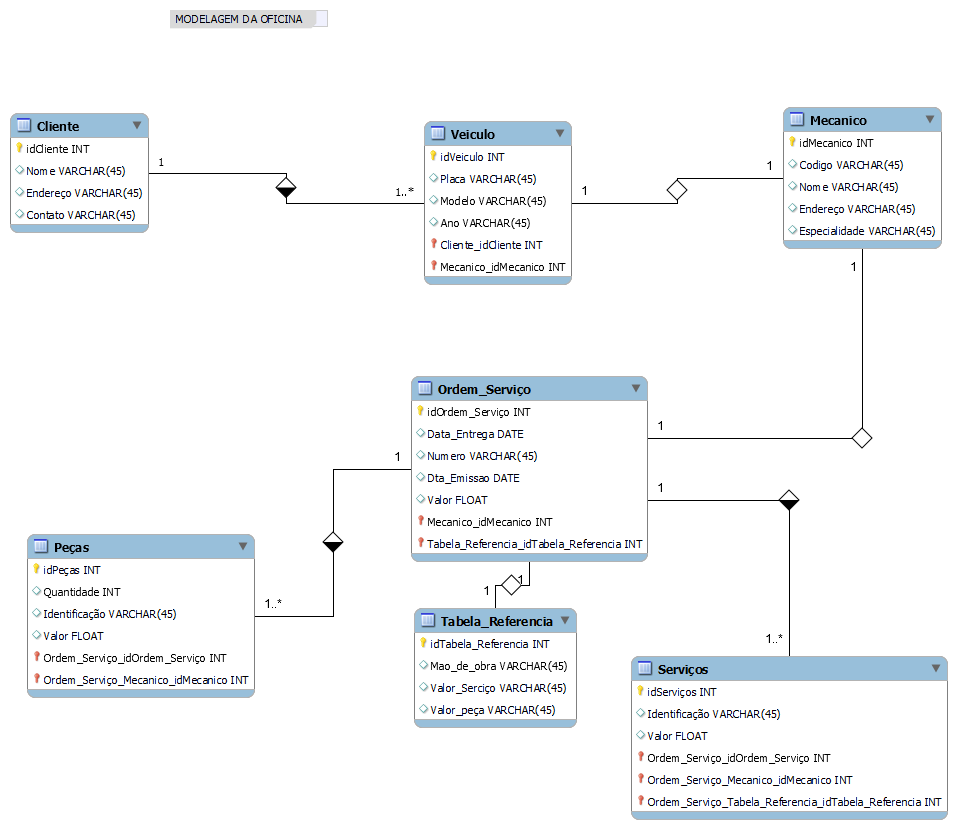 MODELAGEM DA OFICINA
Cliente
idCliente INT
Nome VARCHAR(45)
Endereço VARCHAR(45)
Contato VARCHAR(45)
1
1..*
Veiculo
idVeiculo INT
Placa VARCHAR(45)
Modelo VARCHAR(45)
Ano VARCHAR(45)
Cliente_idCliente INT
Mecanico_idMecanico INT
1
1
Mecanico
idMecanico INT
Codigo VARCHAR(45)
Nome VARCHAR(45)
Endereço VARCHAR(45)
Especialidade VARCHAR(45)
1
Ordem_Serviço
idOrdem_Serviço INT
Data_Entrega DATE
Numero VARCHAR(45)
Dta_Emissao DATE
Valor FLOAT
Mecanico_idMecanico INT
Tabela_Referencia_idTabela_Referencia INT
1
1
1
1..*
Peças
idPeças INT
Quantidade INT
Identificação VARCHAR(45)
Valor FLOAT
Ordem_Serviço_idOrdem_Serviço INT
Ordem_Serviço_Mecanico_idMecanico INT
1
1
Tabela_Referencia
idTabela_Referencia INT
Mao_de_obra VARCHAR(45)
Valor_Serciço VARCHAR(45)
Valor_peça VARCHAR(45)
1..*
Serviços
idServiços INT
Identificação VARCHAR(45)
Valor FLOAT
Ordem_Serviço_idOrdem_Serviço INT
Ordem_Serviço_Mecanico_idMecanico INT
Ordem_Serviço_Tabela_Referencia_idTabela_Referencia INT